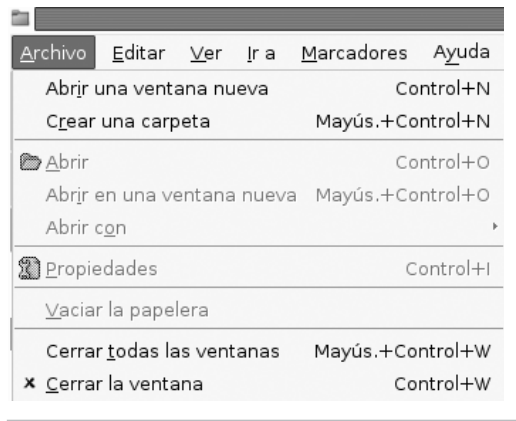 Archivo Editar Ver Ir a Marcadores Ayuda
Abrir una ventana nueva Control+N
Crear una carpeta Mayús.+Control+N
Abrir Control+O
Abrir en una ventana nueva Mayús.+Control+O
Abrir con
Propiedades Control+I
Vaciar la papelera
Cerrar todas las ventanas Mayús.+Control+W
Cerrar la ventana Control+W